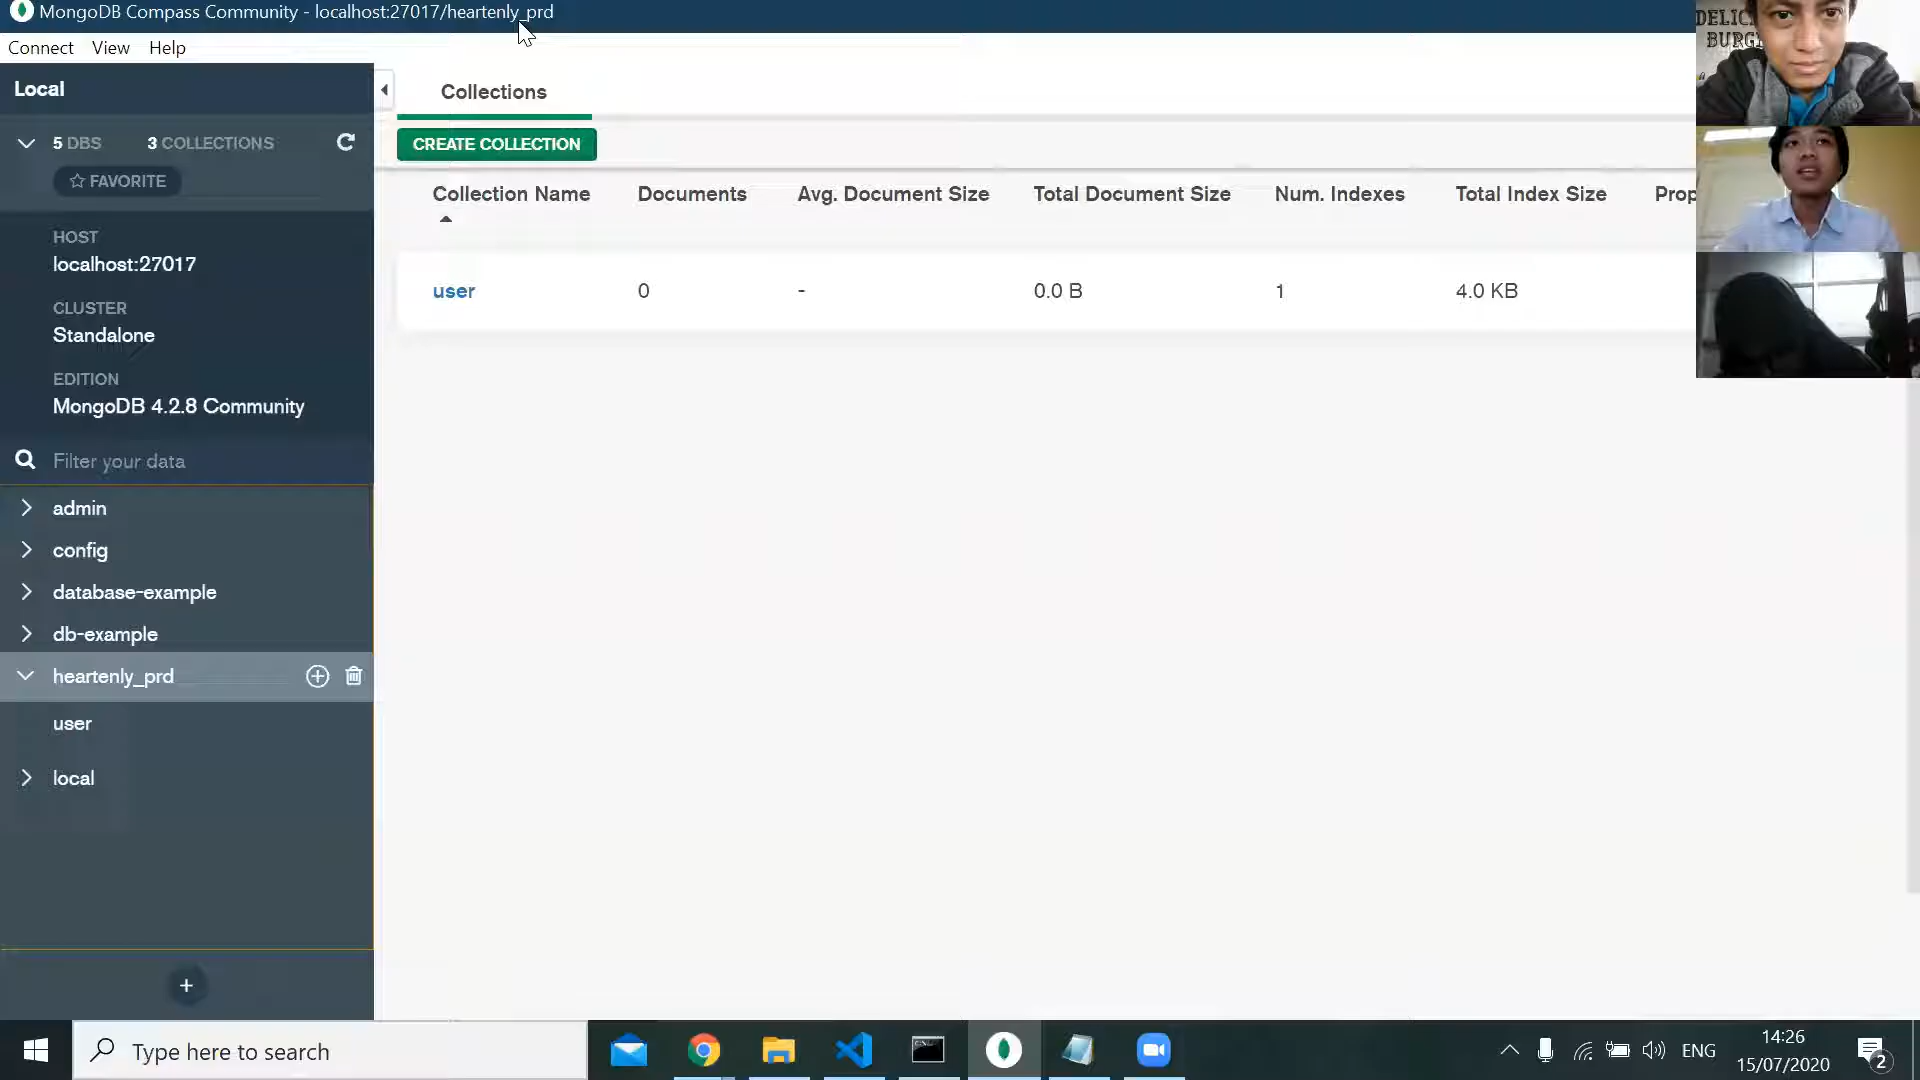 MongoDB Compass Community - localhost:27017/heartenly_prd
Connect View Help
Local
5 DBS 3 COLLECTIONS
FAVORITE
HOST
localhost:27017
CLUSTER
Standalone
EDITION
MongoDB 4.2.8 Community
Filter your data
admin
config
database-example
db-example
heartenly_prd
user
local
Collections
CREATE COLLECTION
Collection Name Documents Avg. Document Size Total Document Size Num. Indexes Total Index Size Prop
user 0 - 0.0 B 1 4.0 KB
Type here to search
ENG
14:26
15/07/2020
2